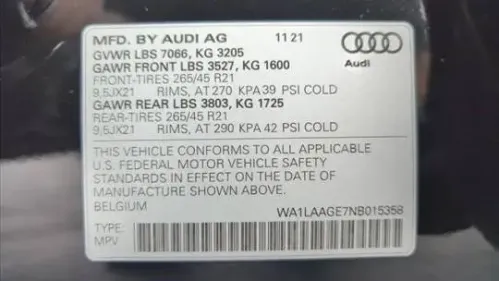 MFD. BY AUDI AG 11 21
GVWR LBS 7066, KG 3205
GAWR FRONT LBS 3527, KG 1600
FRONT-TIRES 265/45 R21
9,5JX21 RIMS, AT 270 KPA 39 PSI COLD
GAWR REAR LBS 3803, KG 1725
REAR-TIRES 265/45 R21
9,5JX21 RIMS, AT 290 KPA 42 PSI COLD
Audi
THIS VEHICLE CONFORMS TO ALL APPLICABLE
U.S. FEDERAL MOTOR VEHICLE SAFETY
STANDARDS IN EFFECT ON THE DATE OF
MANUFACTURE SHOWN ABOVE.
BELGIUM WA1LAAGE7NB015358
TYPE:
MPV